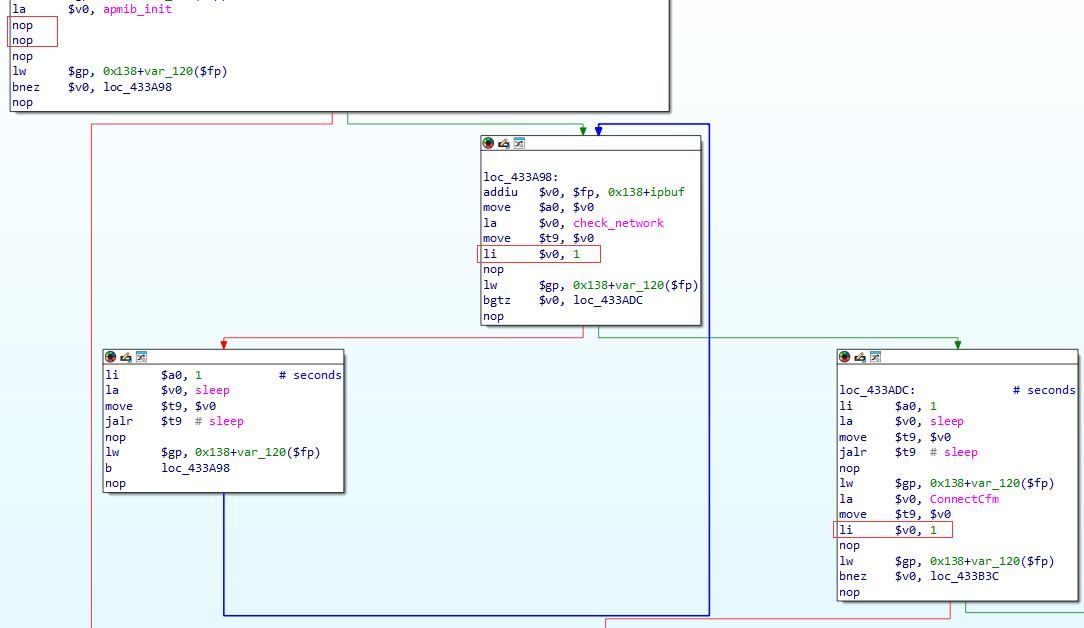 la $v0, apmib_init
nop
nop
nop
lw $gp, 0x138+var_120($fp)
bnez $v0, loc_433A98
nop
loc_433A98:
addiu $v0, $fp, 0x138+ipbuf
move $a0, $v0
la $v0, check_network
move $t9, $v0
li $v0, 1
nop
lw $gp, 0x138+var_120($fp)
bgtz $v0, loc_433ADC
nop
li $a0, 1 # seconds
la $v0, sleep
move $t9, $v0
jalr $t9 # sleep
nop
lw $gp, 0x138+var_120($fp)
b loc_433A98
nop
loc_433ADC: # seconds
li $a0, 1
la $v0, sleep
move $t9, $v0
jalr $t9 # sleep
nop
lw $gp, 0x138+var_120($fp)
la $v0, ConnectCfm
move $t9, $v0
li $v0, 1
nop
lw $gp, 0x138+var_120($fp)
bnez $v0, loc_433B3C
nop